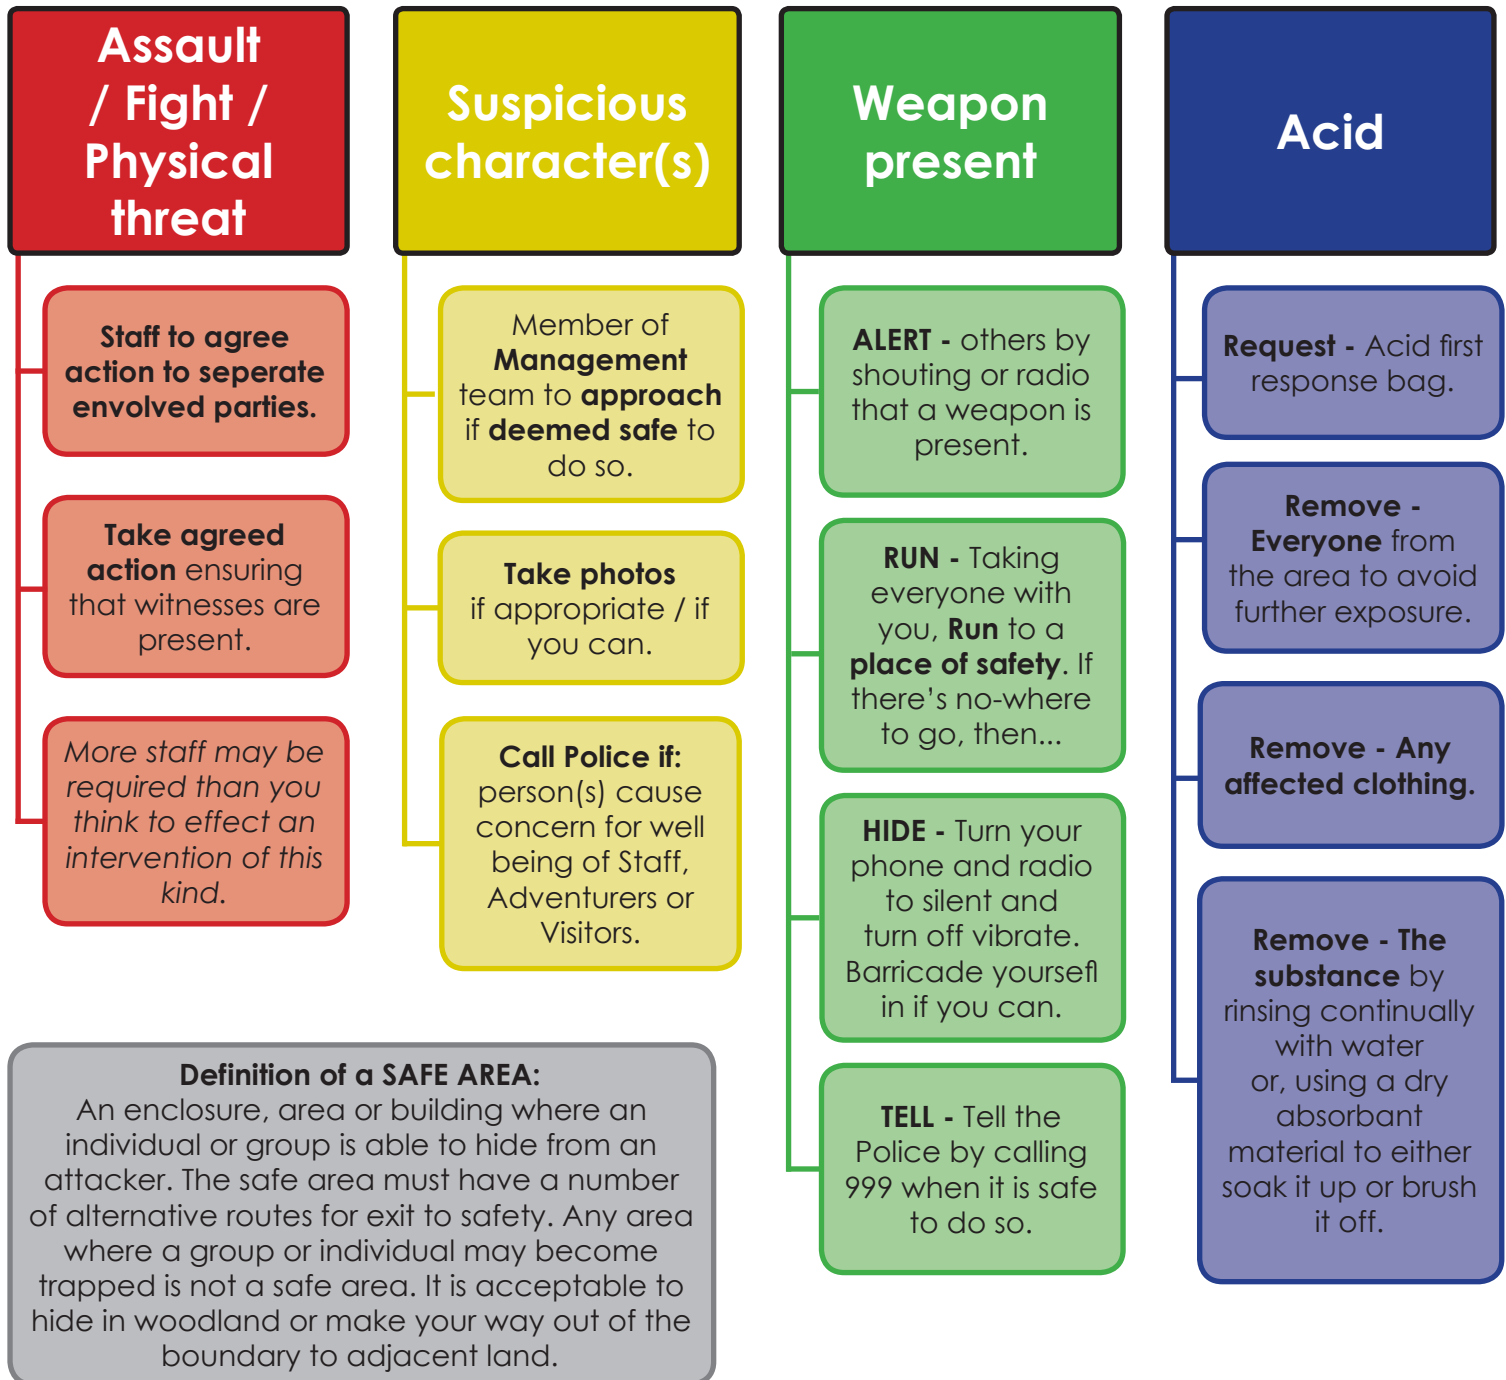 Assault
/ Fight /
Physical
threat
Staff to agree
action to seperate
envolved parties.
Take agreed
action ensuring
that witnesses are
present.
More staff may be
required than you
think to effect an
intervention of this
kind.
Suspicious
character(s)
Member of
Management
team to approach
if deemed safe to
do so.
Take photos
if appropriate / if
you can.
Call Police if:
person(s) cause
concern for well
being of Staff,
Adventurers or
Visitors.
Weapon
present
ALERT - others by
shouting or radio
that a weapon is
present.
RUN - Taking
everyone with
you, Run to a
place of safety. If
there's no-where
to go, then...
HIDE - Turn your
phone and radio
to silent and
turn off vibrate.
Barricade yoursefl
in if you can.
TELL - Tell the
Police by calling
999 when it is safe
to do so.
Acid
Request - Acid first
response bag.
Remove -
Everyone from
the area to avoid
further exposure.
Remove - Any
affected clothing.
Remove - The
substance by
rinsing continually
with water
or, using a dry
absorbant
material to either
soak it up or brush
it off.
Definition of a SAFE AREA:
An enclosure, area or building where an
individual or group is able to hide from an
attacker. The safe area must have a number
of alternative routes for exit to safety. Any area
where a group or individual may become
trapped is not a safe area. It is acceptable to
hide in woodland or make your way out of the
boundary to adjacent land.